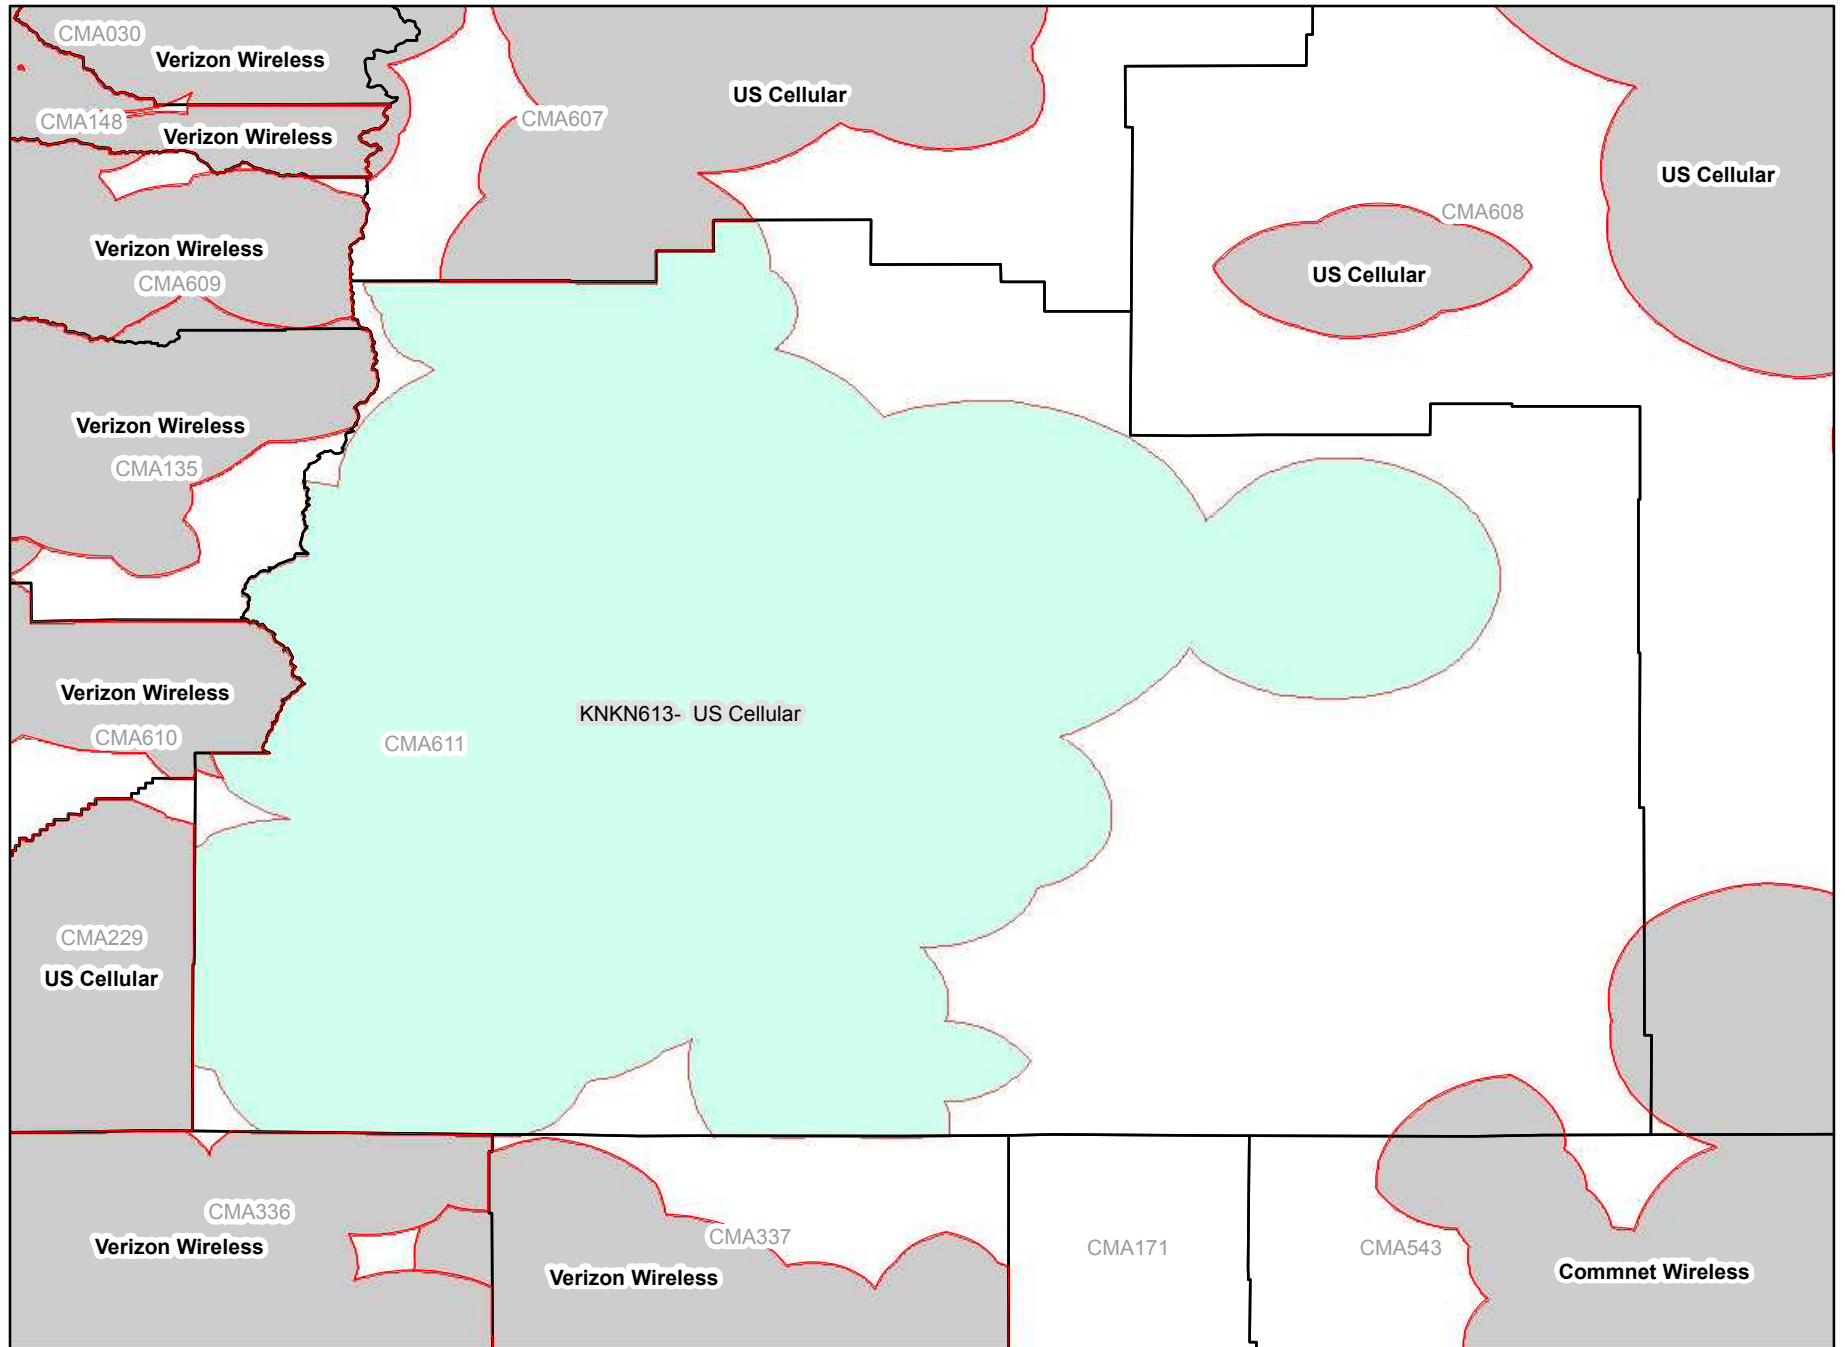 CMA030
Verizon Wireless
US Cellular
CMA607
CMA148
Verizon Wireless
US Cellular
CMA608
Verizon Wireless
US Cellular
CMA609
Verizon Wireless
CMA135
Verizon Wireless
KNKN613-  US Cellular
CMA610
CMA611
CMA229
US Cellular
CMA336
Verizon Wireless
CMA337
Verizon Wireless
CMA171
CMA543
Commnet Wireless